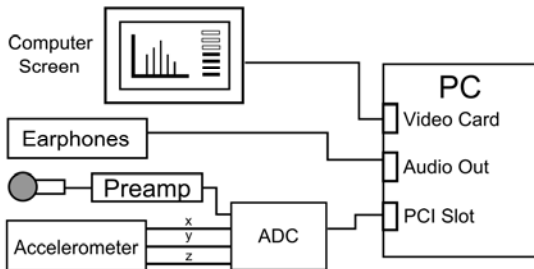 Computer
Screen
PC
Video Card
Earphones
Audio Out
Preamp
PCI Slot
x
ADC
y
Accelerometer
z